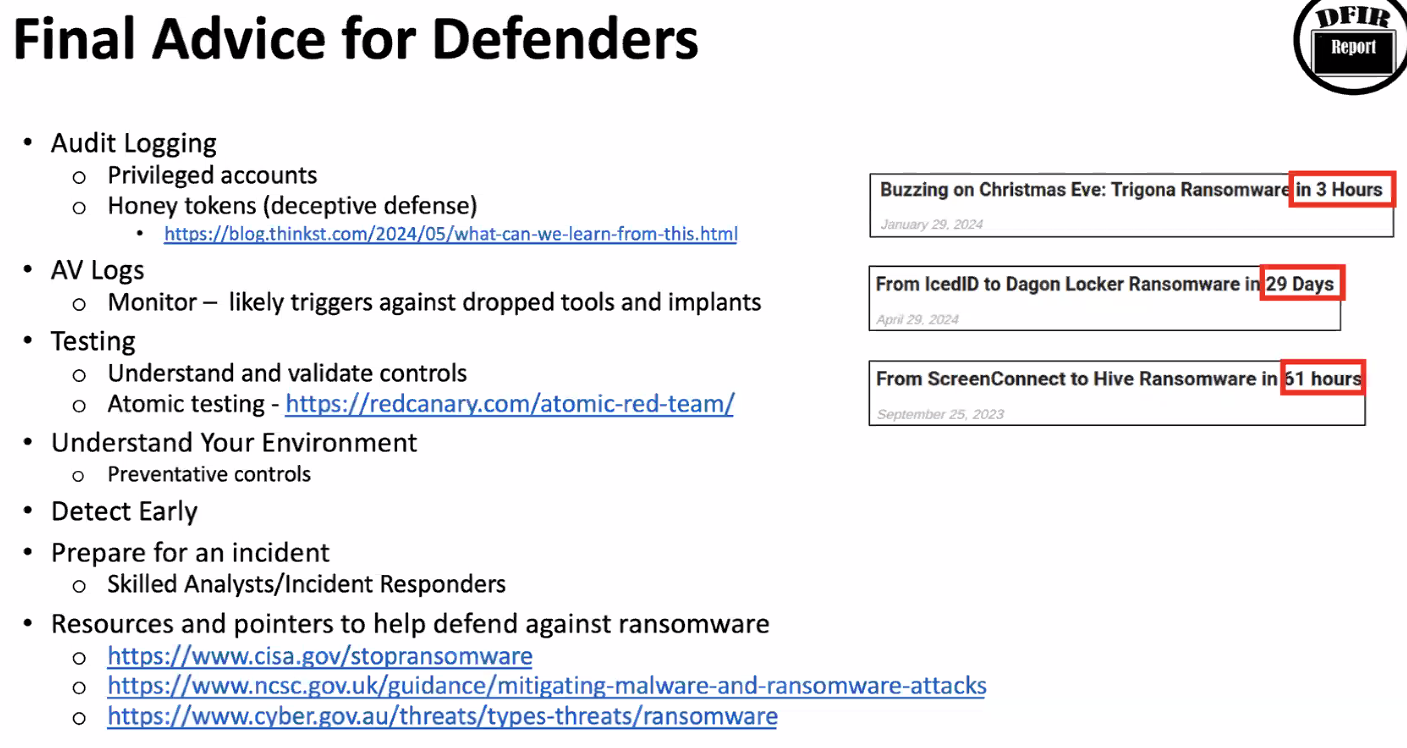 Final Advice for Defenders
DFIR
Report
• Audit Logging
o Privileged accounts
o Honey tokens (deceptive defense)
• https://blog.thinkst.com/2024/05/what-can-we-learn-from-this.html
• AV Logs
o Monitor – likely triggers against dropped tools and implants
• Testing
o Understand and validate controls
o Atomic testing - https://redcanary.com/atomic-red-team/
• Understand Your Environment
o Preventative controls
• Detect Early
• Prepare for an incident
o Skilled Analysts/Incident Responders
• Resources and pointers to help defend against ransomware
o https://www.cisa.gov/stopransomware
o https://www.ncsc.gov.uk/guidance/mitigating-malware-and-ransomware-attacks
o https://www.cyber.gov.au/threats/types-threats/ransomware
Buzzing on Christmas Eve: Trigona Ransomware in 3 Hours
January 29, 2024
From IcedID to Dagon Locker Ransomware in 29 Days
April 29, 2024
From ScreenConnect to Hive Ransomware in 61 hours
September 25, 2023